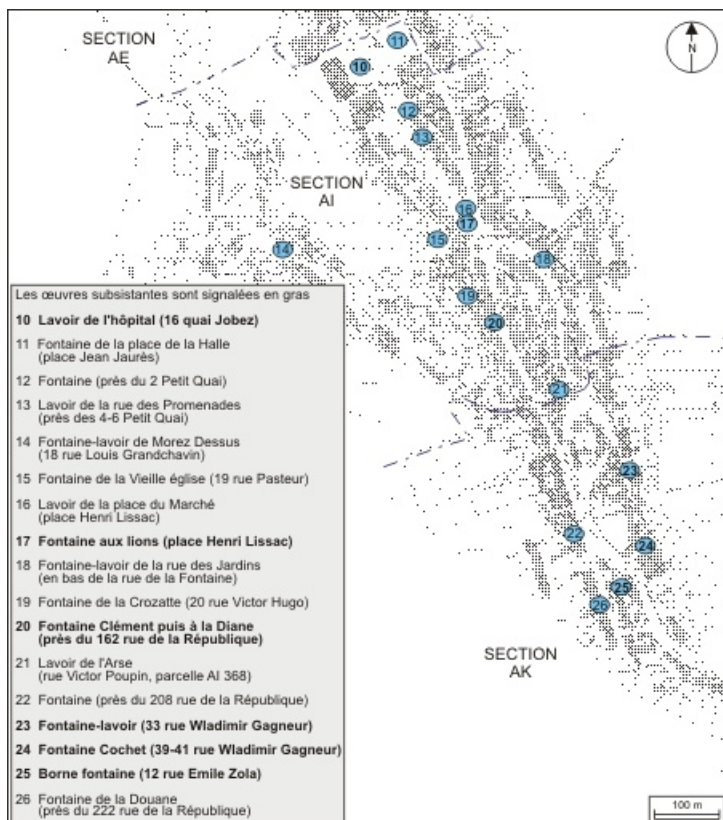 SECTION
AE
N
11
10
12
13
SECTION
AI
16
17
15
14
18
19
20
21
23
22
24
25
26
SECTION
AK
100 m
Les œuvres subsistantes sont signalées en gras
10 Lavoir de l'hôpital (16 quai Jobez)
11 Fontaine de la place de la Halle
(place Jean Jaurès)
12 Fontaine (près du 2 Petit Quai)
13 Lavoir de la rue des Promenades
(près des 4-6 Petit Quai)
14 Fontaine-lavoir de Morez Dessus
(18 rue Louis Grandchavin)
15 Fontaine de la Vieille église (19 rue Pasteur)
16 Lavoir de la place du Marché
(place Henri Lissac)
17 Fontaine aux lions (place Henri Lissac)
18 Fontaine-lavoir de la rue des Jardins
(en bas de la rue de la Fontaine)
19 Fontaine de la Crozatte (20 rue Victor Hugo)
20 Fontaine Clément puis à la Diane
(près du 162 rue de la République)
21 Lavoir de l'Arse
(rue Victor Poupin, parcelle AI 368)
22 Fontaine (près du 208 rue de la République)
23 Fontaine-lavoir (33 rue Wladimir Gagneur)
24 Fontaine Cochet (39-41 rue Wladimir Gagneur)
25 Borne fontaine (12 rue Emile Zola)
26 Fontaine de la Douane
(près du 222 rue de la République)